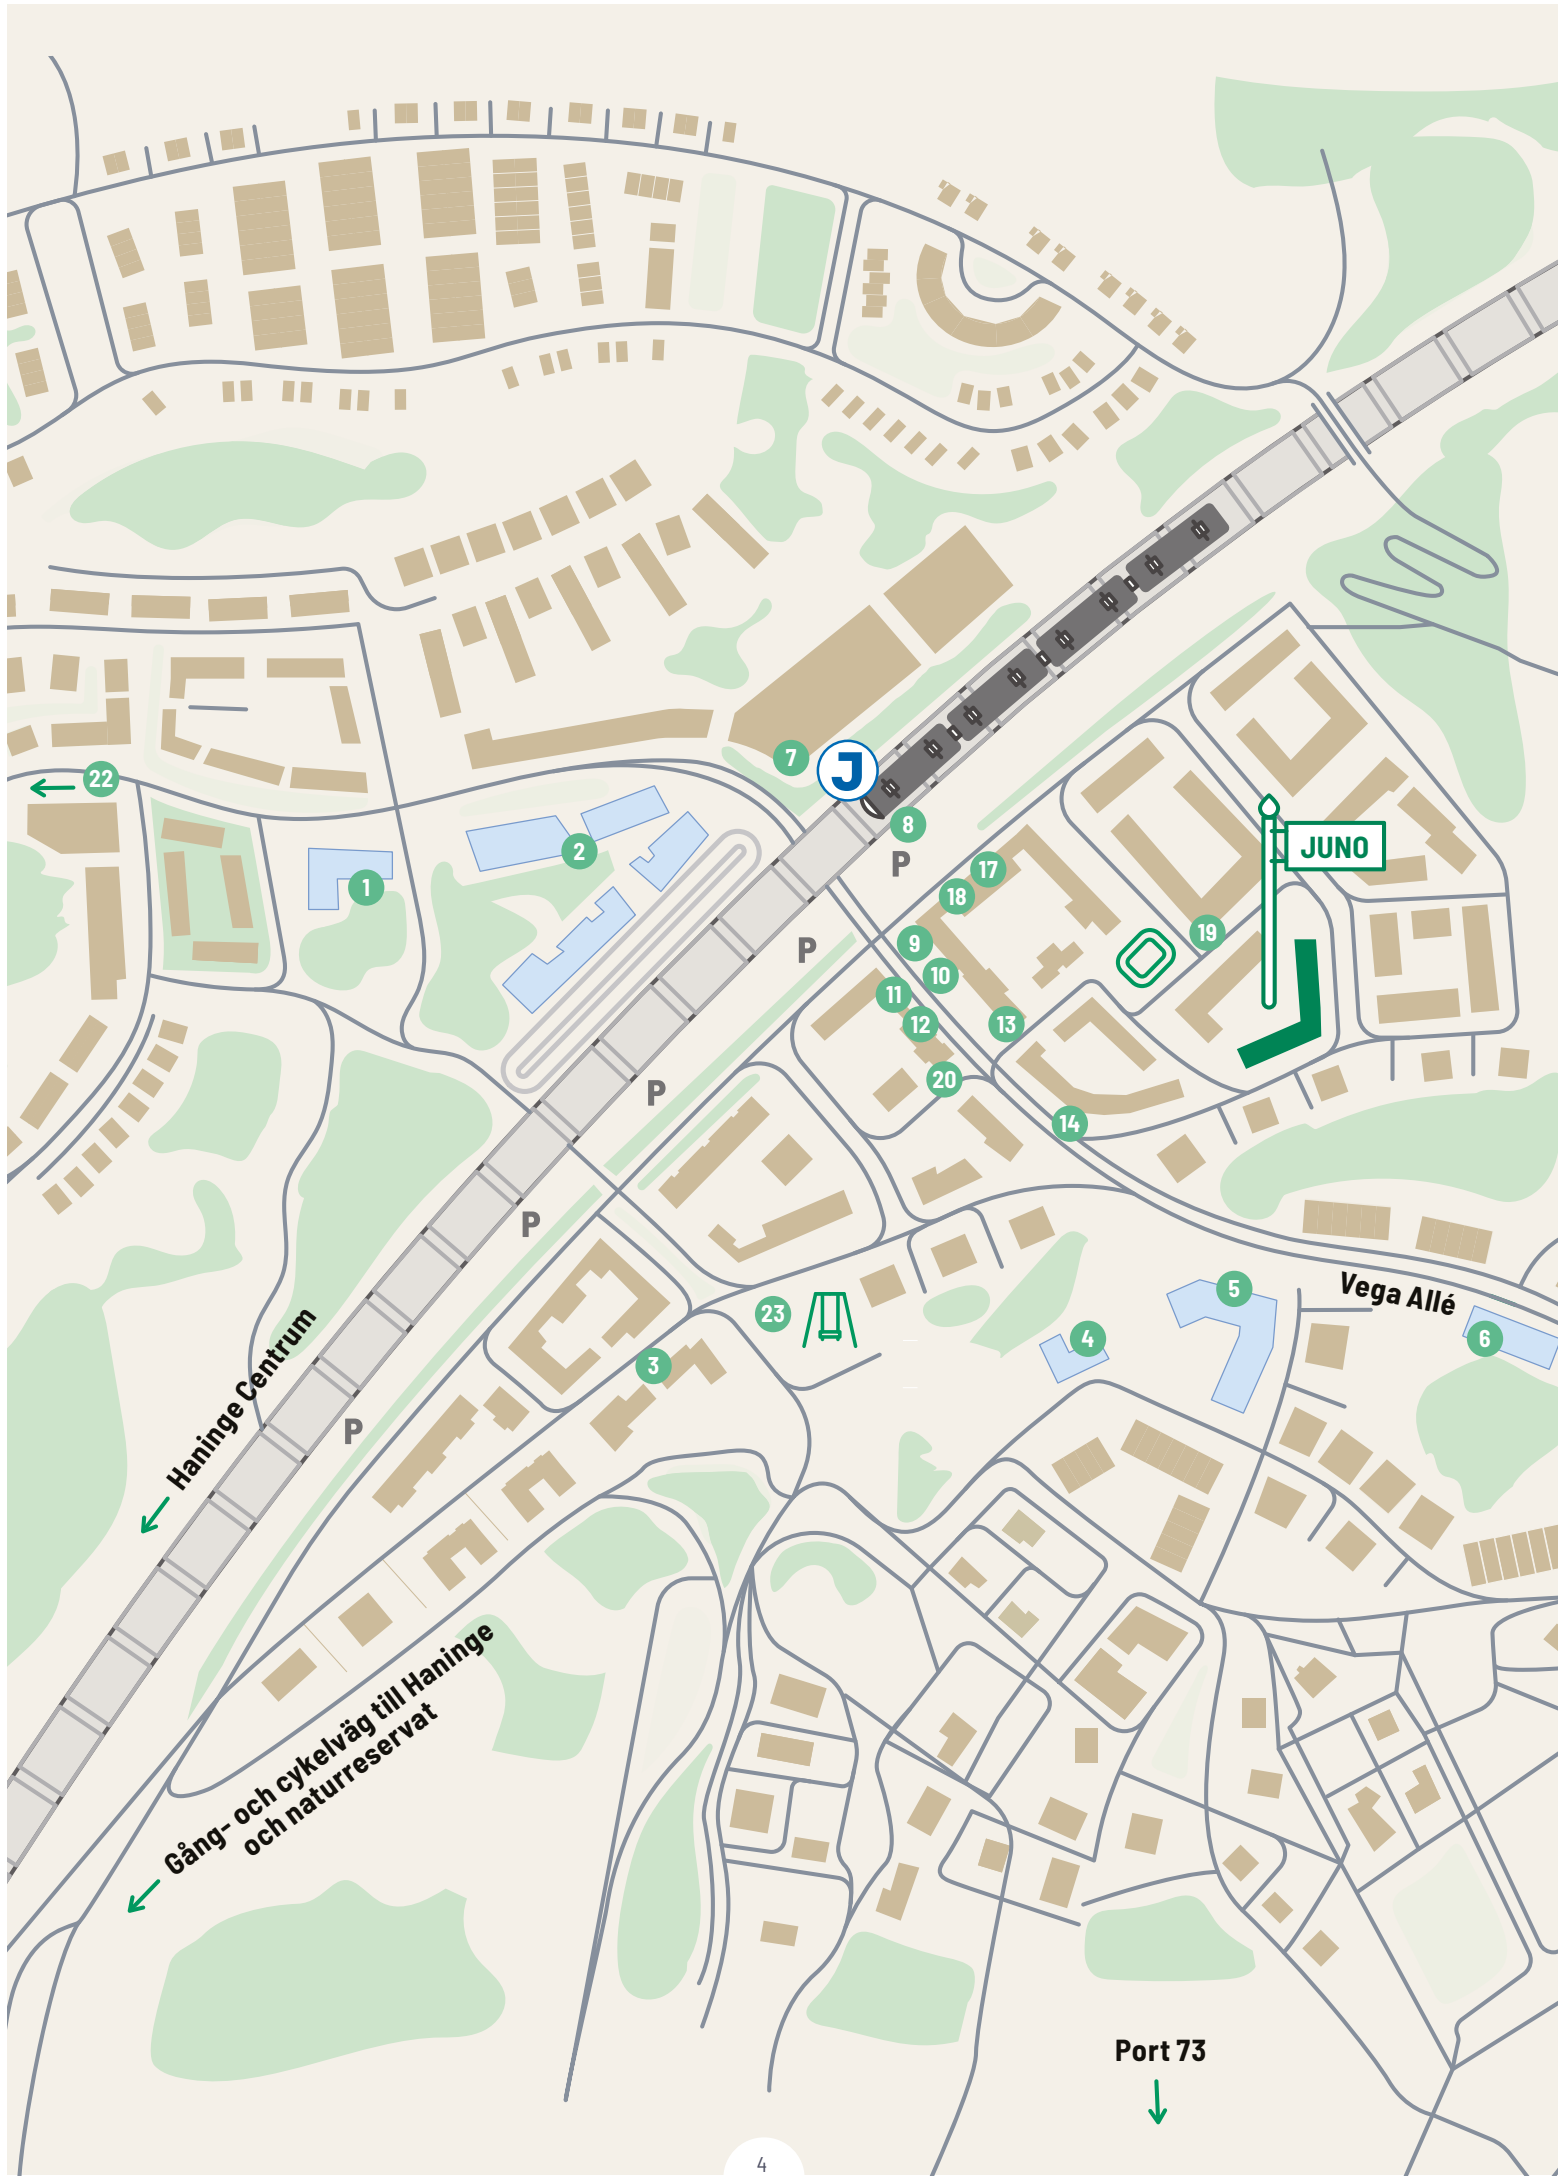 7
J
22
8
JUNO
2
P
17
1
18
19
9
P
10
11
12
13
20
P
14
P
5
Vega Allé
23
4
6
3
Haninge Centrum
P
Gång- och cykelväg till Haninge
och naturreservat
Port 73
4